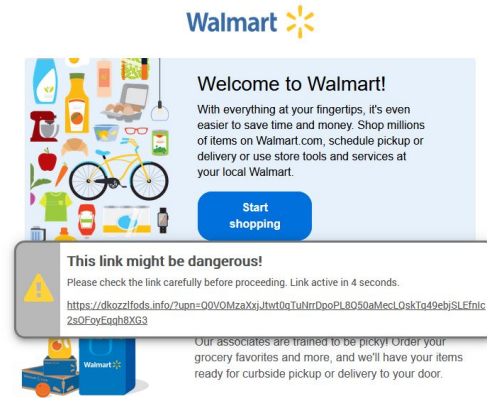 Walmart
Welcome to Walmart!
With everything at your fingertips, it's even
easier to save time and money. Shop millions
of items on Walmart.com, schedule pickup or
delivery or use store tools and services at
your local Walmart.
Start
shopping
This link might be dangerous!
Please check the link carefully before proceeding. Link active in 4 seconds.
https://dkozzlfods.info/?upn=Q0VOMzaXxjJtwt0qTuNrrDpoPL8Q50aMecLQskTq49ebjSLEfnIc
2sOFoyEqqh8XG3
Our associates are trained to be picky! Order your
grocery favorites and more, and we'll have your items
Walmart
ready for curbside pickup or delivery to your door.